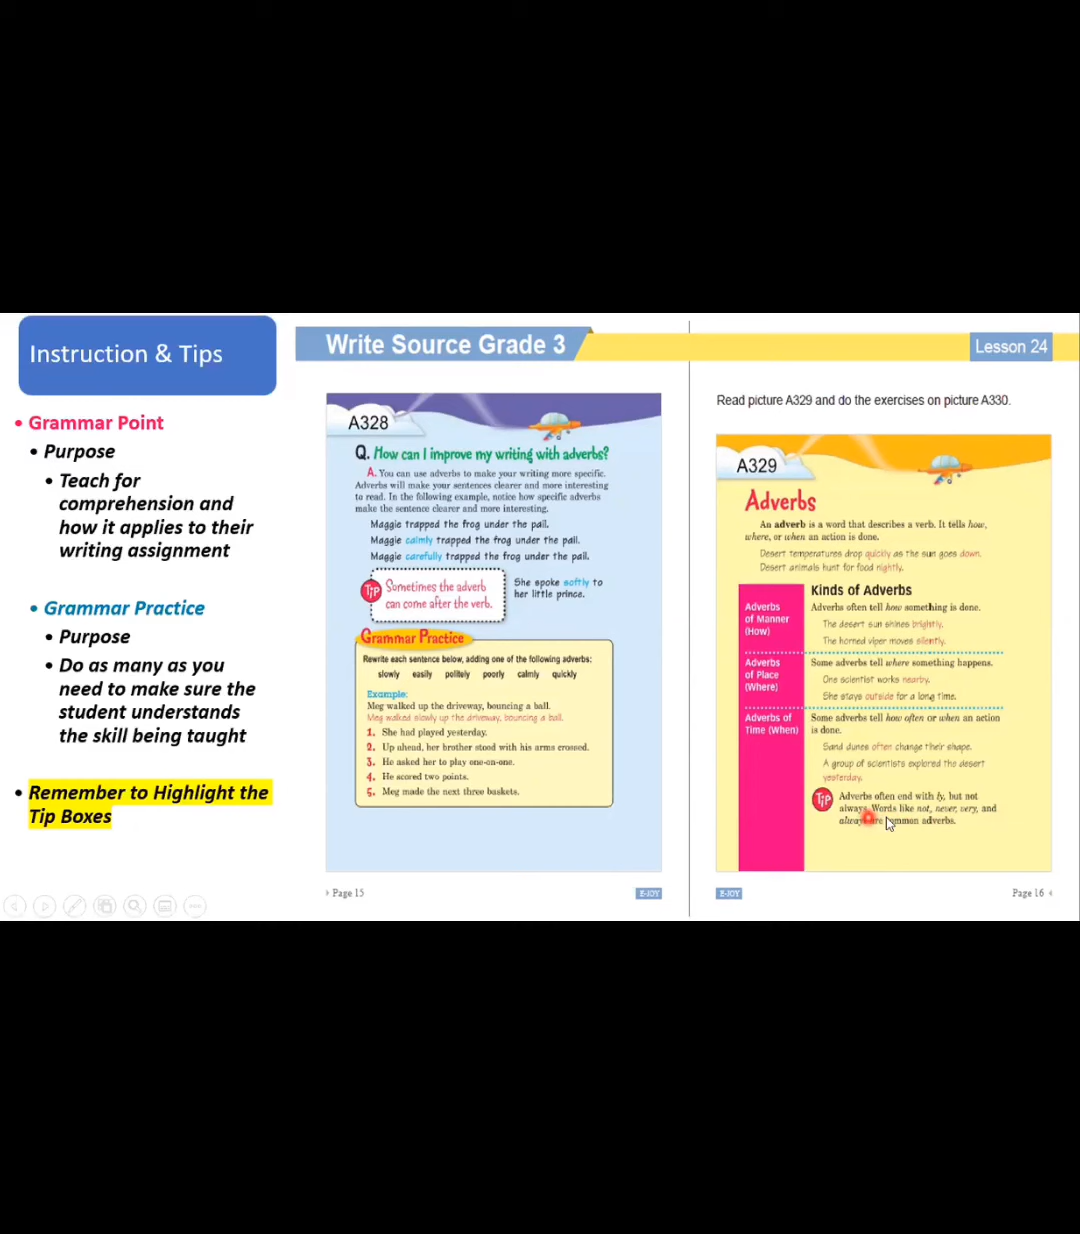 Instruction & Tips
• Grammar Point
• Purpose
• Teach for
comprehension and
how it applies to their
writing assignment
• Grammar Practice
• Purpose
• Do as many as you
need to make sure the
student understands
the skill being taught
• Remember to Highlight the
Tip Boxes
Write Source Grade 3
A328
Q. How can I improve my writing with adverbs?
A. You can use adverbs to make your writing more specific.
Adverbs will make your sentences clearer and more interesting
to read. In the following example, notice how specific adverbs
make the sentence clearer and more interesting.
Maggie trapped the frog under the pail.
Maggie calmly trapped the frog under the pail.
Maggie carefully trapped the frog under the pail.
TIP Sometimes the adverb
can come after the verb.
She spoke softly to
her little prince.
Grammar Practice
Rewrite each sentence below, adding one of the following adverbs:
slowly easily politely poorly calmly quickly
Example:
Meg walked up the driveway, bouncing a ball.
Meg walked slowly up the driveway, bouncing a ball.
1. She had played yesterday.
2. Up ahead, her brother stood with his arms crossed.
3. He asked her to play one-on-one.
4. He scored two points.
5. Meg made the next three baskets.
Page 15
E-JOY
Lesson 24
Read picture A329 and do the exercises on picture A330.
A329
Adverbs
An adverb is a word that describes a verb. It tells how,
where, or when an action is done.
Desert temperatures drop quickly as the sun goes down.
Desert animals hunt for food nightly.
Kinds of Adverbs
Adverbs
of Manner
(How)
Adverbs often tell how something is done.
The desert sun shines brightly.
The horned viper moves silently.
Adverbs
of Place
(Where)
Some adverbs tell where something happens.
One scientist works nearby.
She stays outside for a long time.
Adverbs of
Time (When)
Some adverbs tell how often or when an action
is done.
Sand dunes often change their shape.
A group of scientists explored the desert
yesterday.
TIP Adverbs often end with ly, but not
always. Words like not, never, very, and
always are common adverbs.
E-JOY
Page 16